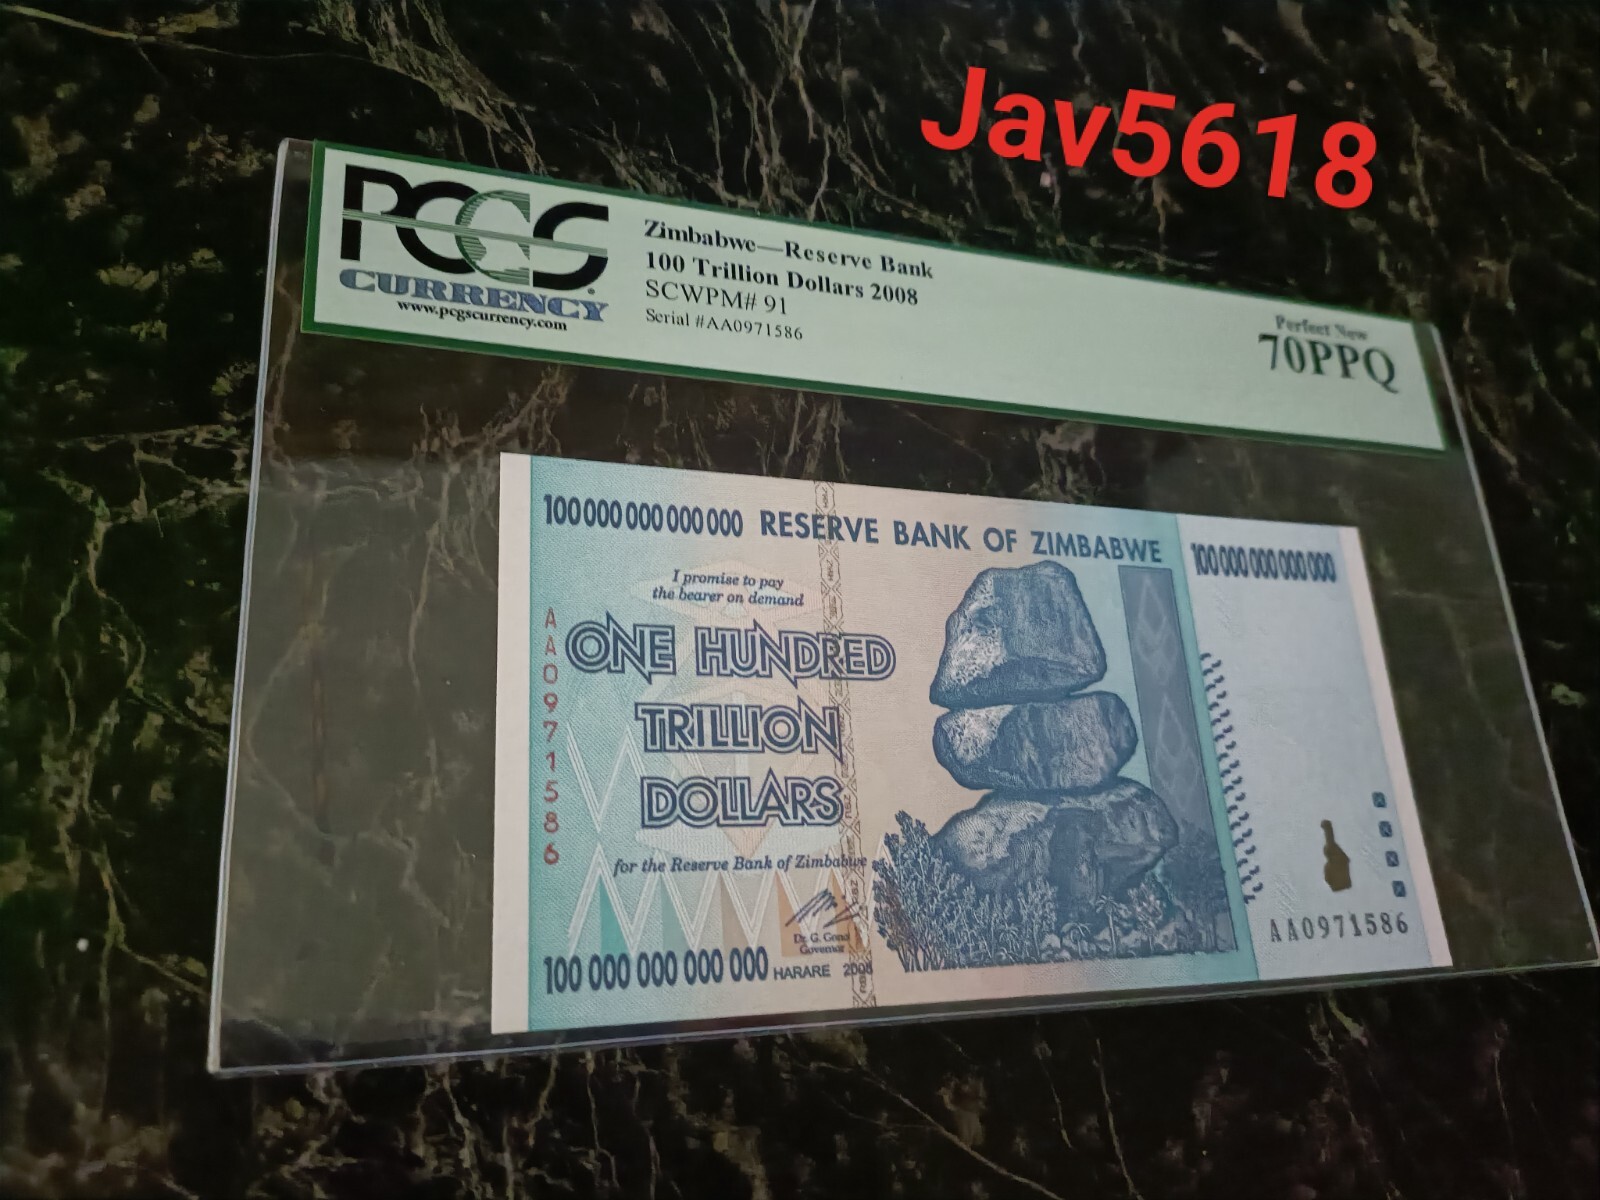 Jav5618
PCGS
CURRENCY
www.pcgscurrency.com
Zimbabwe—Reserve Bank
100 Trillion Dollars 2008
SCWPM# 91
Serial #AA0971586
Perfect New
70PPQ
100 000 000 000 000 RESERVE BANK OF ZIMBABWE 100 000 000 000 000
I promise to pay
the bearer on demand
ONE HUNDRED
TRILLION
DOLLARS
AA0971586
for the Reserve Bank of Zimbabwe
Dr. G. Gono
Governor
100 000 000 000 000 HARARE 2008
AA0971586